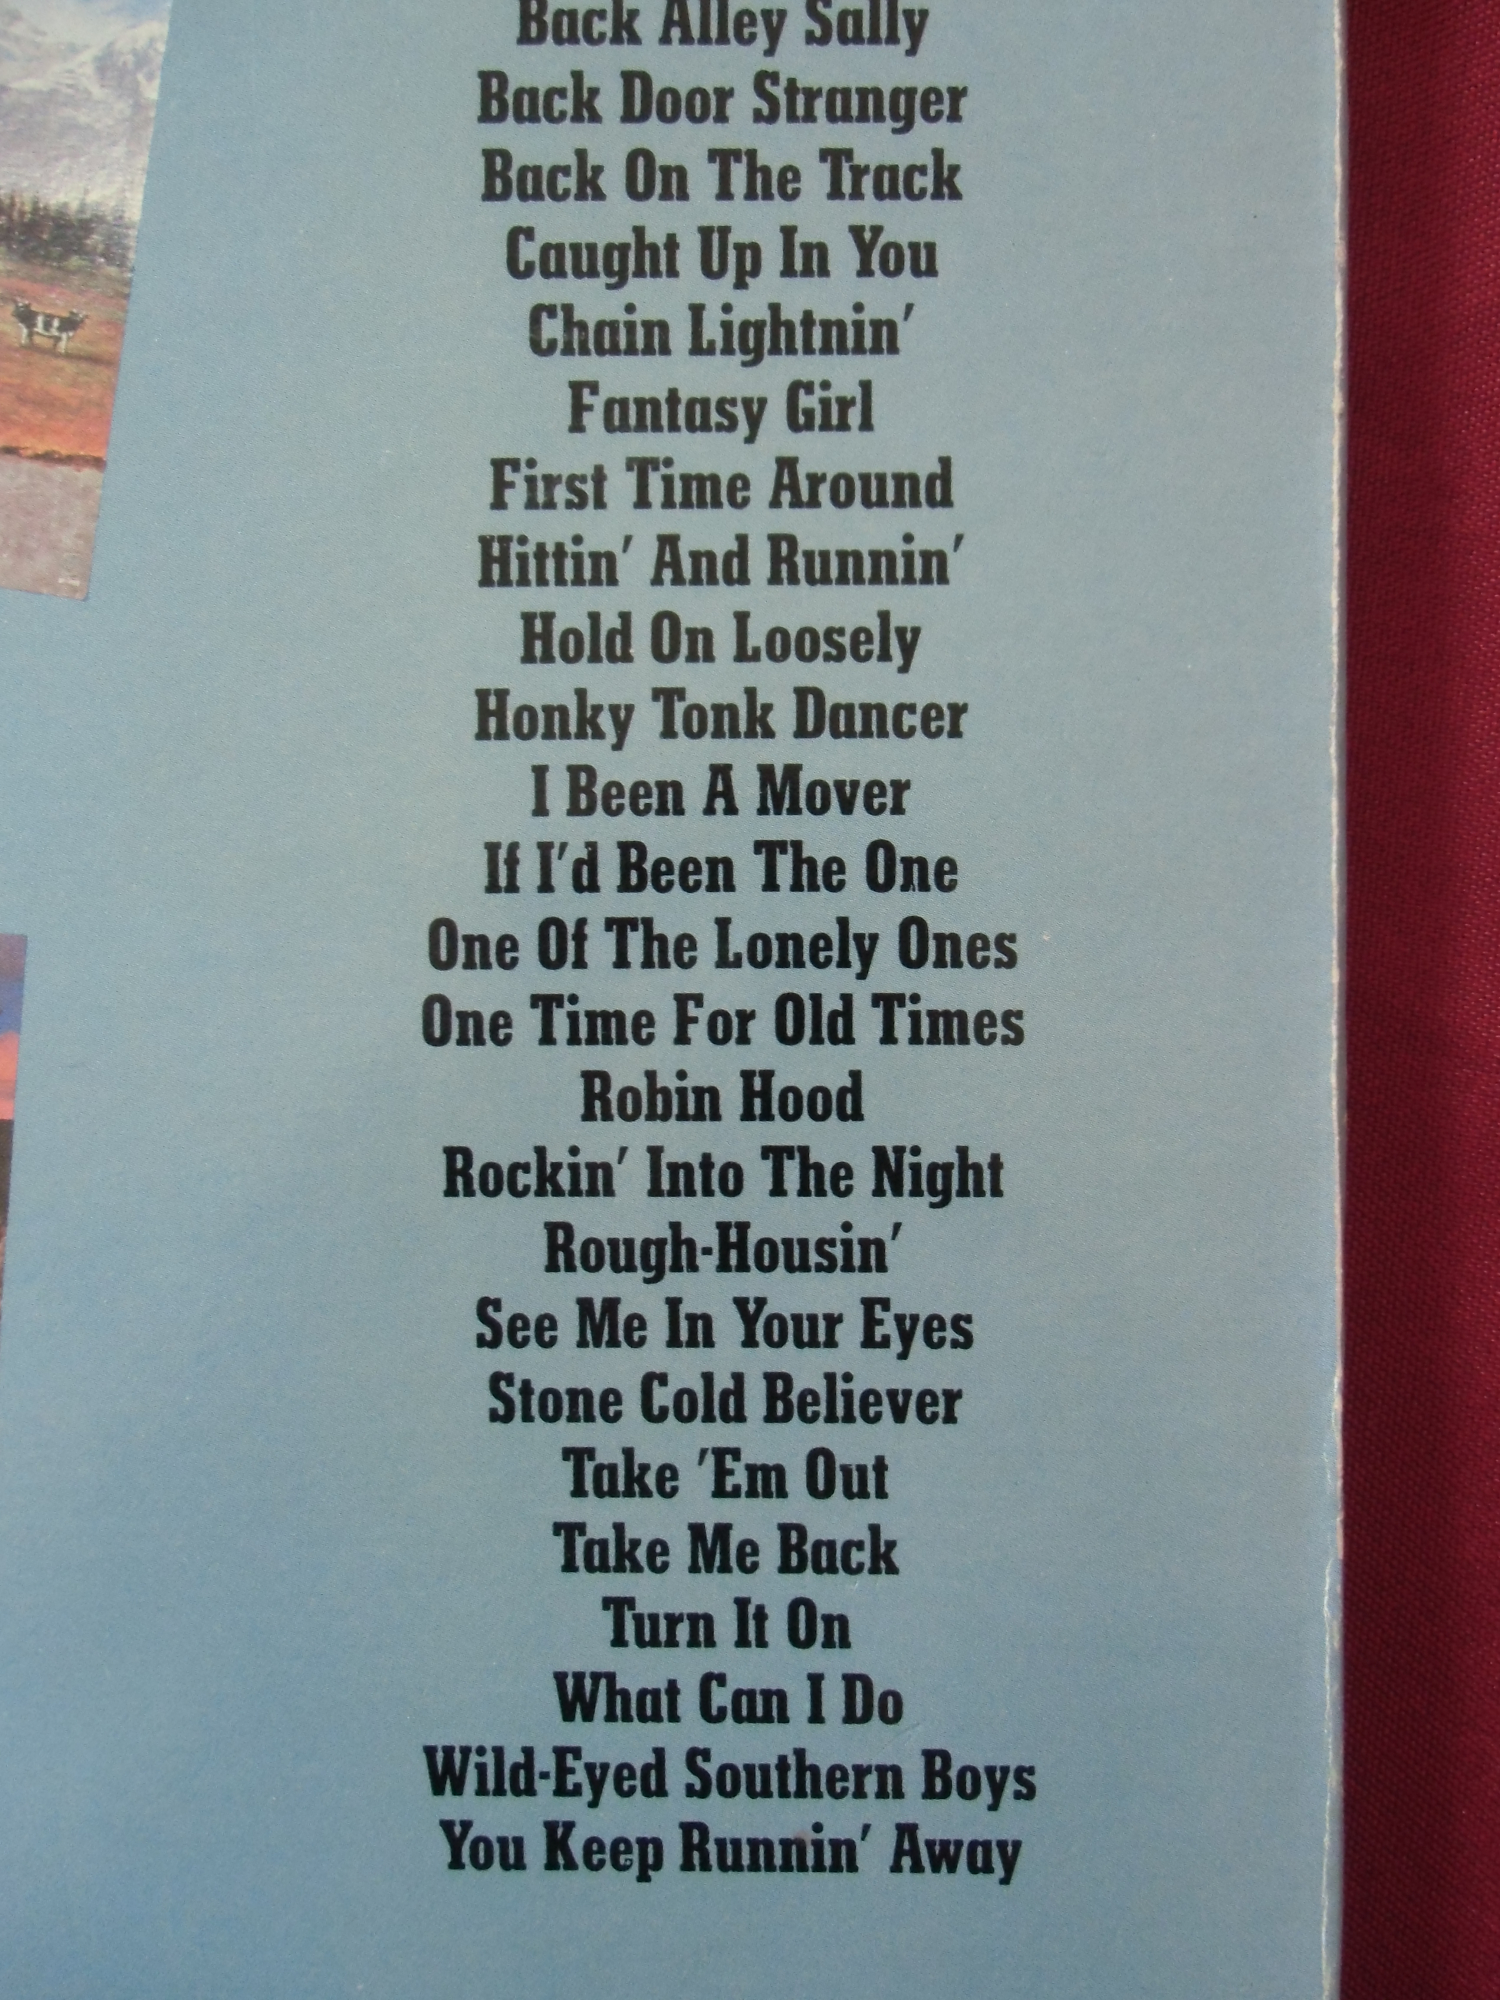 Back Alley Sally
Back Door Stranger
Back On The Track
Caught Up In You
Chain Lightnin'
Fantasy Girl
First Time Around
Hittin' And Runnin'
Hold On Loosely
Honky Tonk Dancer
I Been A Mover
If I'd Been The One
One Of The Lonely Ones
One Time For Old Times
Robin Hood
Rockin' Into The Night
Rough-Housin'
See Me In Your Eyes
Stone Cold Believer
Take 'Em Out
Take Me Back
Turn It On
What Can I Do
Wild-Eyed Southern Boys
You Keep Runnin' Away